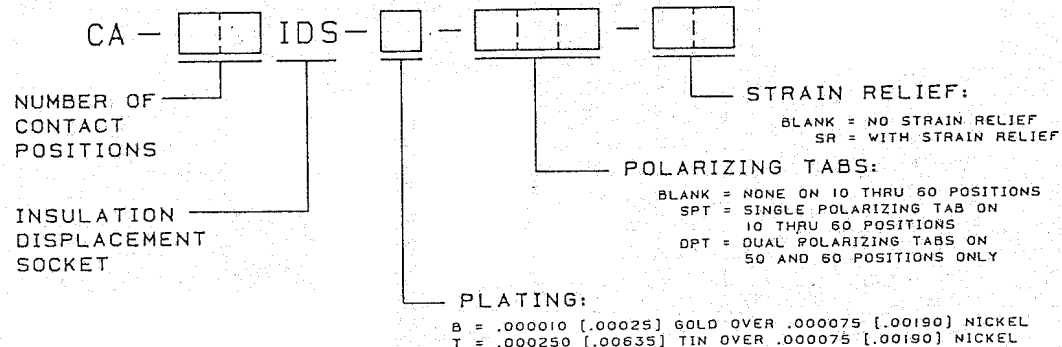 CA - IDS - - -
NUMBER OF
CONTACT
POSITIONS
INSULATION
DISPLACEMENT
SOCKET
STRAIN RELIEF:
BLANK = NO STRAIN RELIEF
SR = WITH STRAIN RELIEF
POLARIZING TABS:
BLANK = NONE ON 10 THRU 60 POSITIONS
SPT = SINGLE POLARIZING TAB ON
10 THRU 60 POSITIONS
DPT = DUAL POLARIZING TABS ON
50 AND 60 POSITIONS ONLY
PLATING:
B = .000010 [.00025] GOLD OVER .000075 [.00190] NICKEL
T = .000250 [.00635] TIN OVER .000075 [.00190] NICKEL